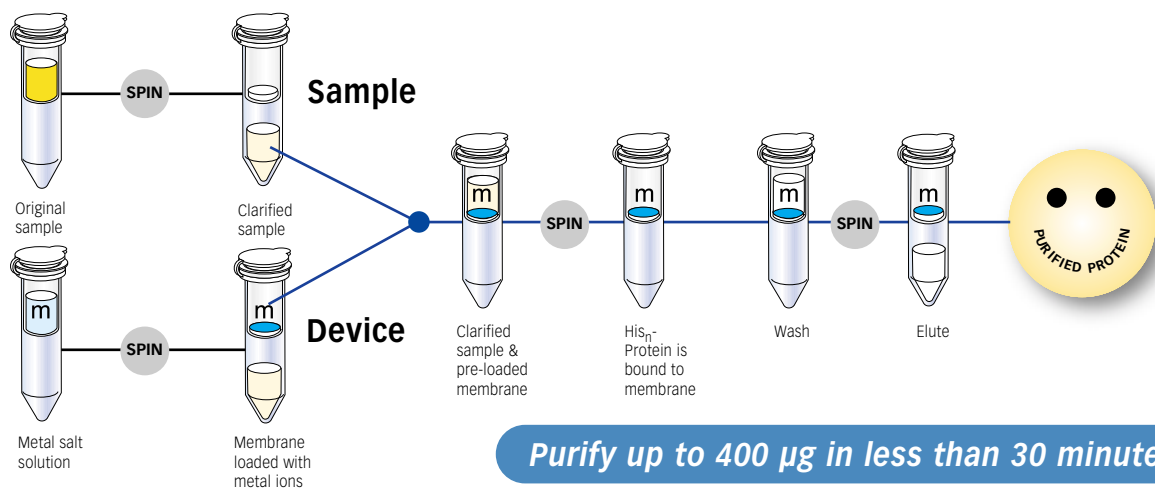 SPIN
Sample
Original
sample
Clarified
sample
m
SPIN
m
Device
Metal salt
solution
Membrane
loaded with
metal ions
m
SPIN
m
m
SPIN
m
PURIFIED PROTEIN
Clarified
sample &
pre-loaded
membrane
Hisn-
Protein is
bound to
membrane
Wash
Elute
Purify up to 400 µg in less than 30 minute